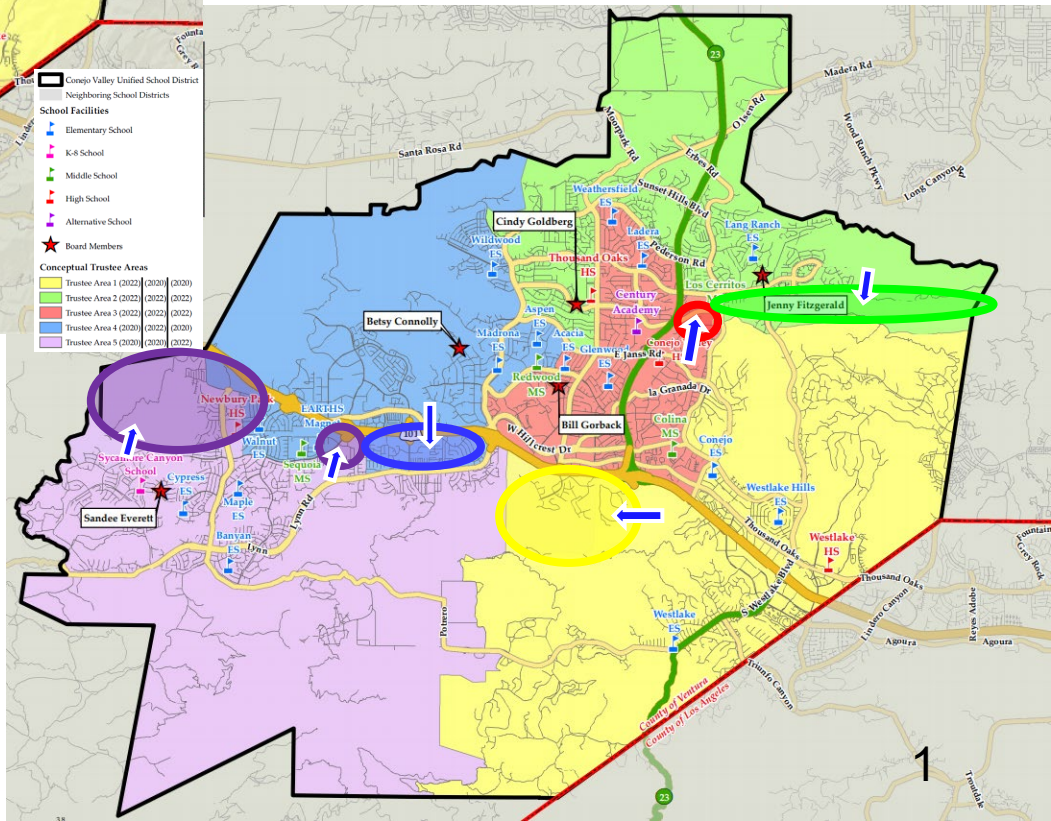 Conejo Valley Unified School District
Neighboring School Districts
School Facilities
Elementary School
K-8 School
Middle School
High School
Alternative School
Board Members
Conceptual Trustee Areas
Trustee Area 1 (2022) (2020) (2020)
Trustee Area 2 (2022) (2022) (2022)
Trustee Area 3 (2022) (2022) (2022)
Trustee Area 4 (2020) (2022) (2020)
Trustee Area 5 (2020) (2020) (2022)
23
Madera Rd
Olsen Rd
Moorpark Rd
Santa Rosa Rd
Wood Ranch Pkwy
Long Canyon Rd
Erbes Rd
Sunset Hills Blvd
Weathersfield
ES
Cindy Goldberg
Ladera
ES
Lang Ranch
ES
Wildwood
ES
Pederson Rd
Thousand Oaks
HS
Los Cerritos
Century
Academy
Jenny Fitzgerald
Betsy Connolly
Aspen
ES
Madrona
ES
Acacia
ES
Glenwood
ES
E Janss Rd
Conejo
Redwood
MS
la Granada Dr
Newbury Park
HS
EARTHS
Bill Gorback
Colina
MS
W Hillcrest Dr
Walnut
ES
Sequoia
MS
Conejo
ES
Sycamore Canyon
School
Cypress
ES
Maple
ES
Lynn Rd
Westlake Hills
ES
Sandee Everett
Banyan
ES
Lynn
Thousand Oaks
Westlake
HS
Fountain
Grey Rock
Thousand Oaks
S Westlake Blvd
Lindero Canyon
Reyes Adobe
Potrero
Westlake
ES
Agoura
Agoura
Triunfo Canyon
County of Ventura
County of Los Angeles
1
Troutdale
23